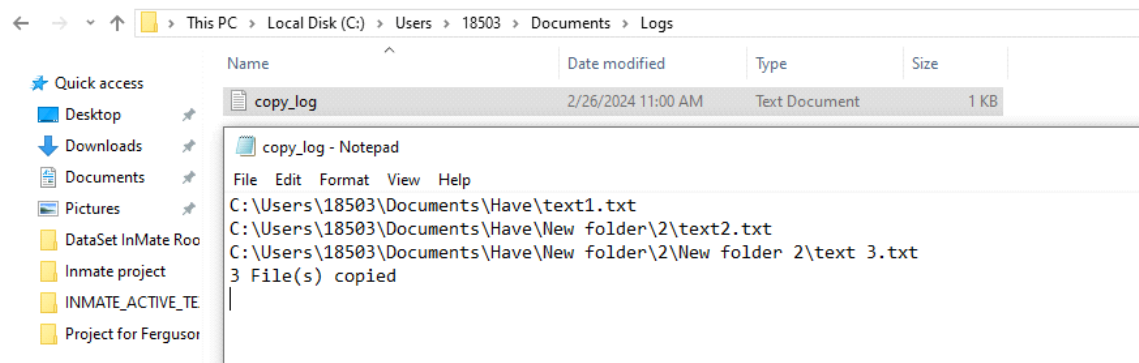 This PC > Local Disk (C:) > Users > 18503 > Documents > Logs
Name Date modified Type Size
Quick access
copy_log 2/26/2024 11:00 AM Text Document 1 KB
Desktop
Downloads
Documents
Pictures
DataSet InMate Roo
Inmate project
INMATE_ACTIVE_TE
Project for Ferguson
copy_log - Notepad
File Edit Format View Help
C:\Users\18503\Documents\Have\text1.txt
C:\Users\18503\Documents\Have\New folder\2\text2.txt
C:\Users\18503\Documents\Have\New folder\2\New folder 2\text 3.txt
3 File(s) copied